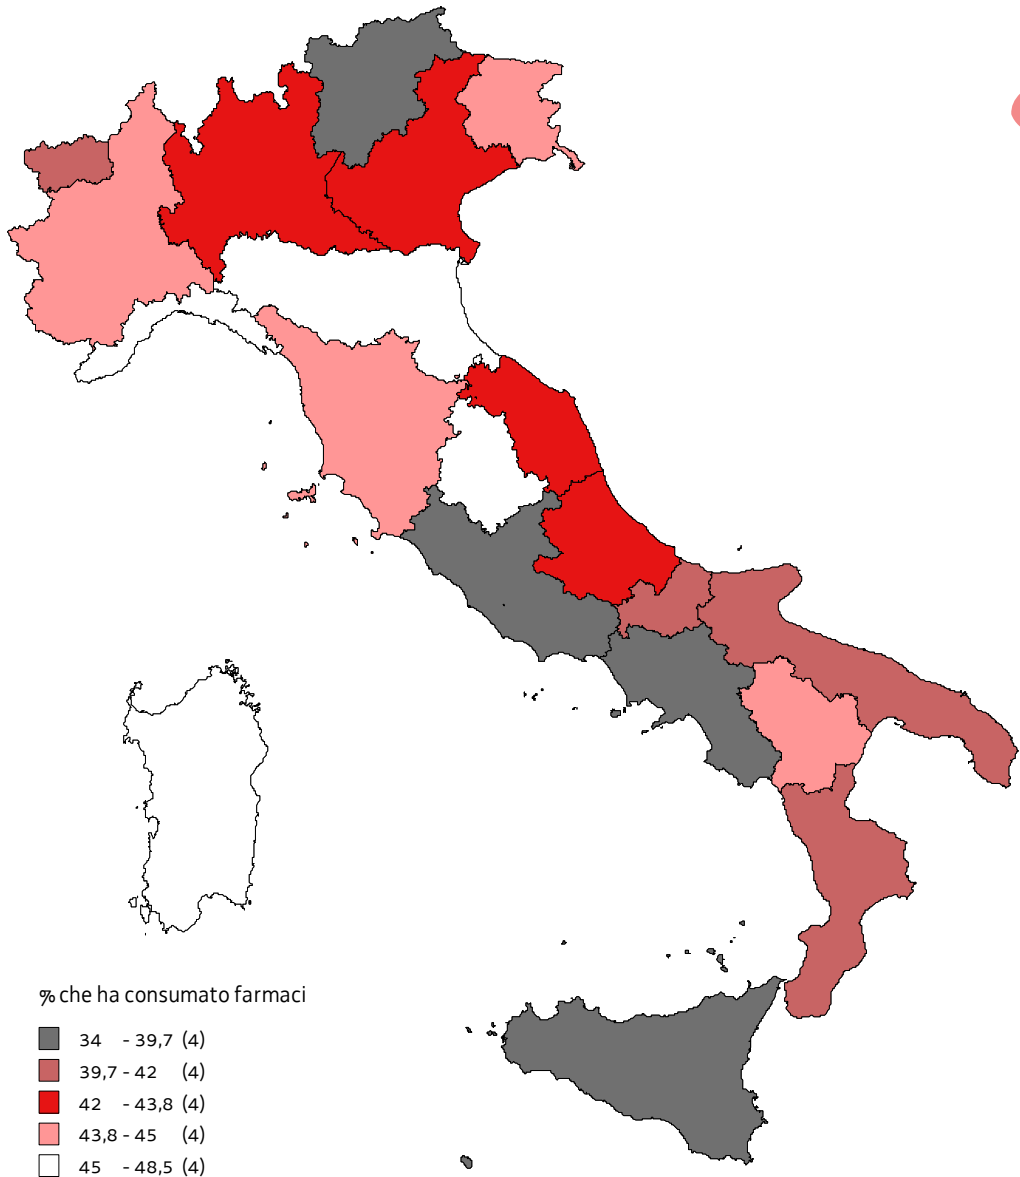 % che ha consumato farmaci
34 - 39,7 (4)
39,7 - 42 (4)
42 - 43,8 (4)
43,8 - 45 (4)
45 - 48,5 (4)